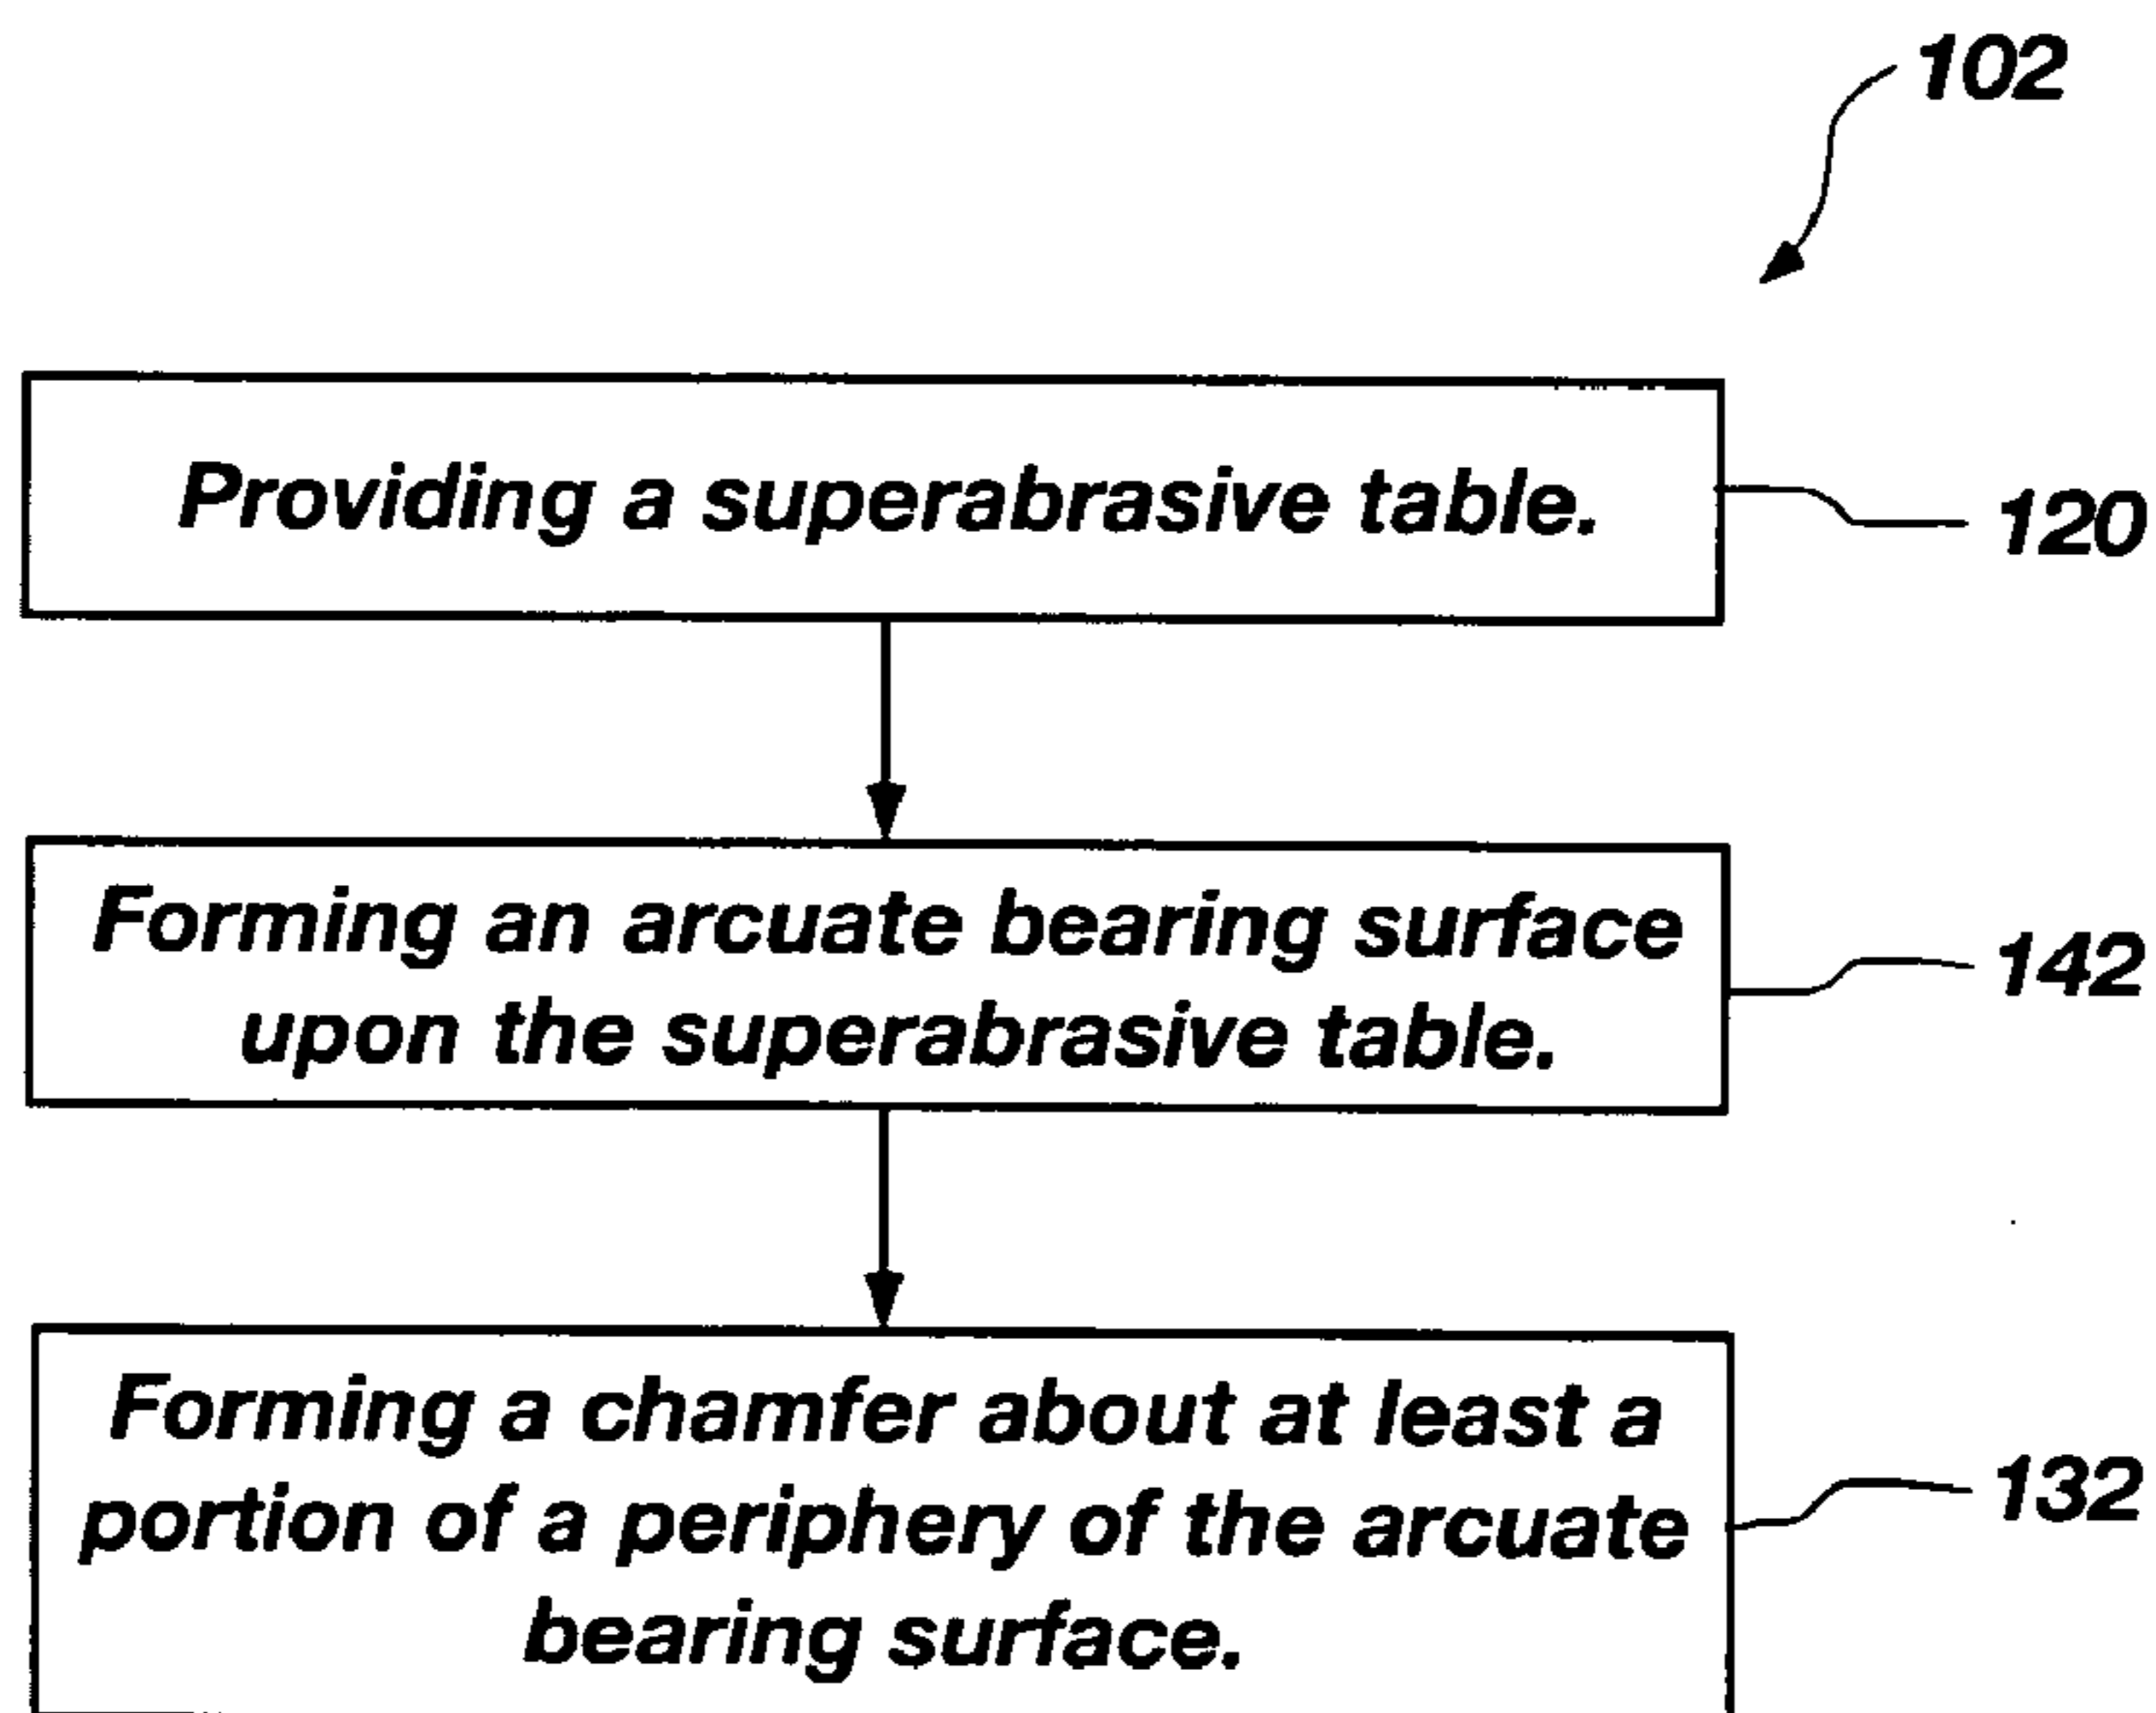 102
Providing a superabrasive table.
120
Forming an arcuate bearing surface
upon the superabrasive table.
142
Forming a chamfer about at least a
portion of a periphery of the arcuate
bearing surface.
132